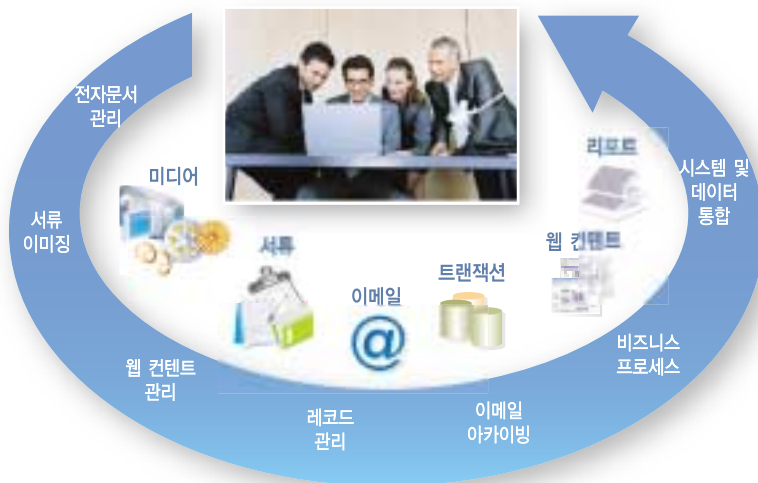 전자문서
관리
서류
이미징
웹 컨텐트
관리
레코드
관리
이메일
아카이빙
비즈니스
프로세스
시스템 및
데이터
통합
미디어
서류
이메일
@
트랜잭션
웹 컨텐트
리포트